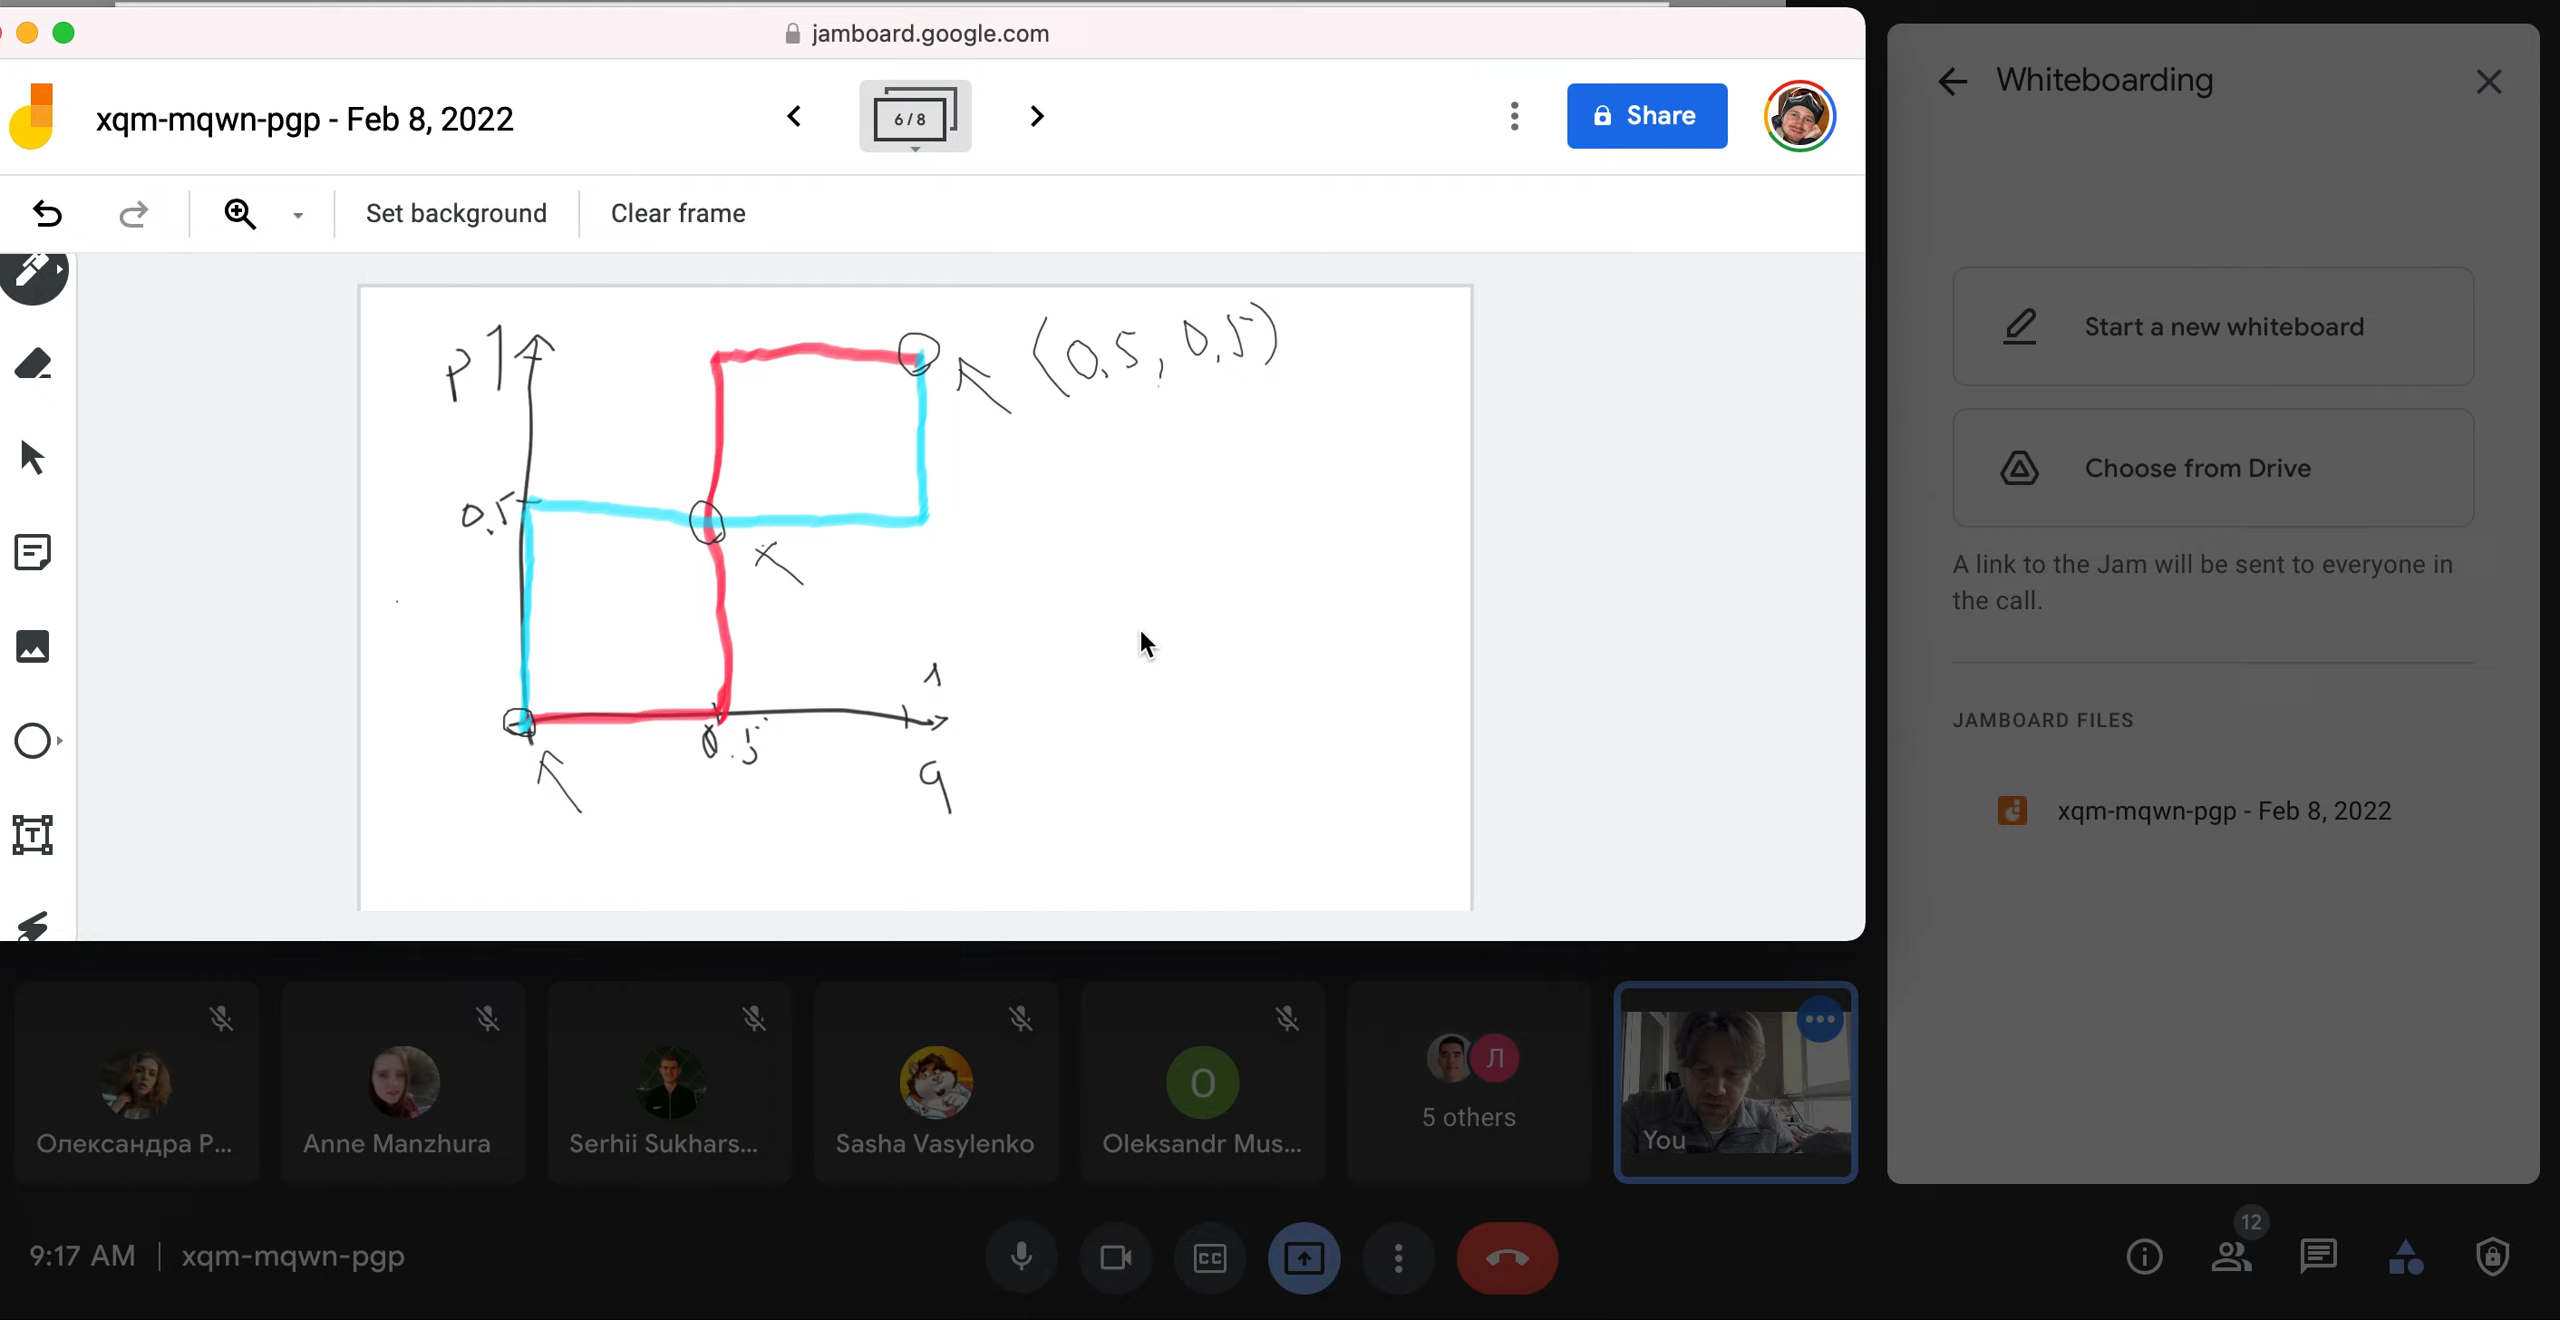 jamboard.google.com
xqm-mqwn-pgp - Feb 8, 2022
6 / 8
Share
Set background
Clear frame
p 1
(0.5, 0.5)
0.5
1
0.5
q
Whiteboarding
Start a new whiteboard
Choose from Drive
A link to the Jam will be sent to everyone in
the call.
JAMBOARD FILES
xqm-mqwn-pgp - Feb 8, 2022
Олександра Р...
Anne Manzhura
Serhii Sukhars...
Sasha Vasylenko
O
Oleksandr Mus...
Л
5 others
You
9:17 AM | xqm-mqwn-pgp
CC
12